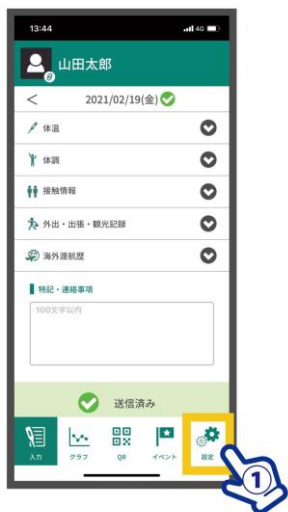 13:44
4G
山田太郎
< 2021/02/19(金)
体温
体調
接触情報
外出・出張・観光記録
海外渡航歴
特記・連絡事項
100文字以内
送信済み
入力 グラフ QR イベント 設定
1